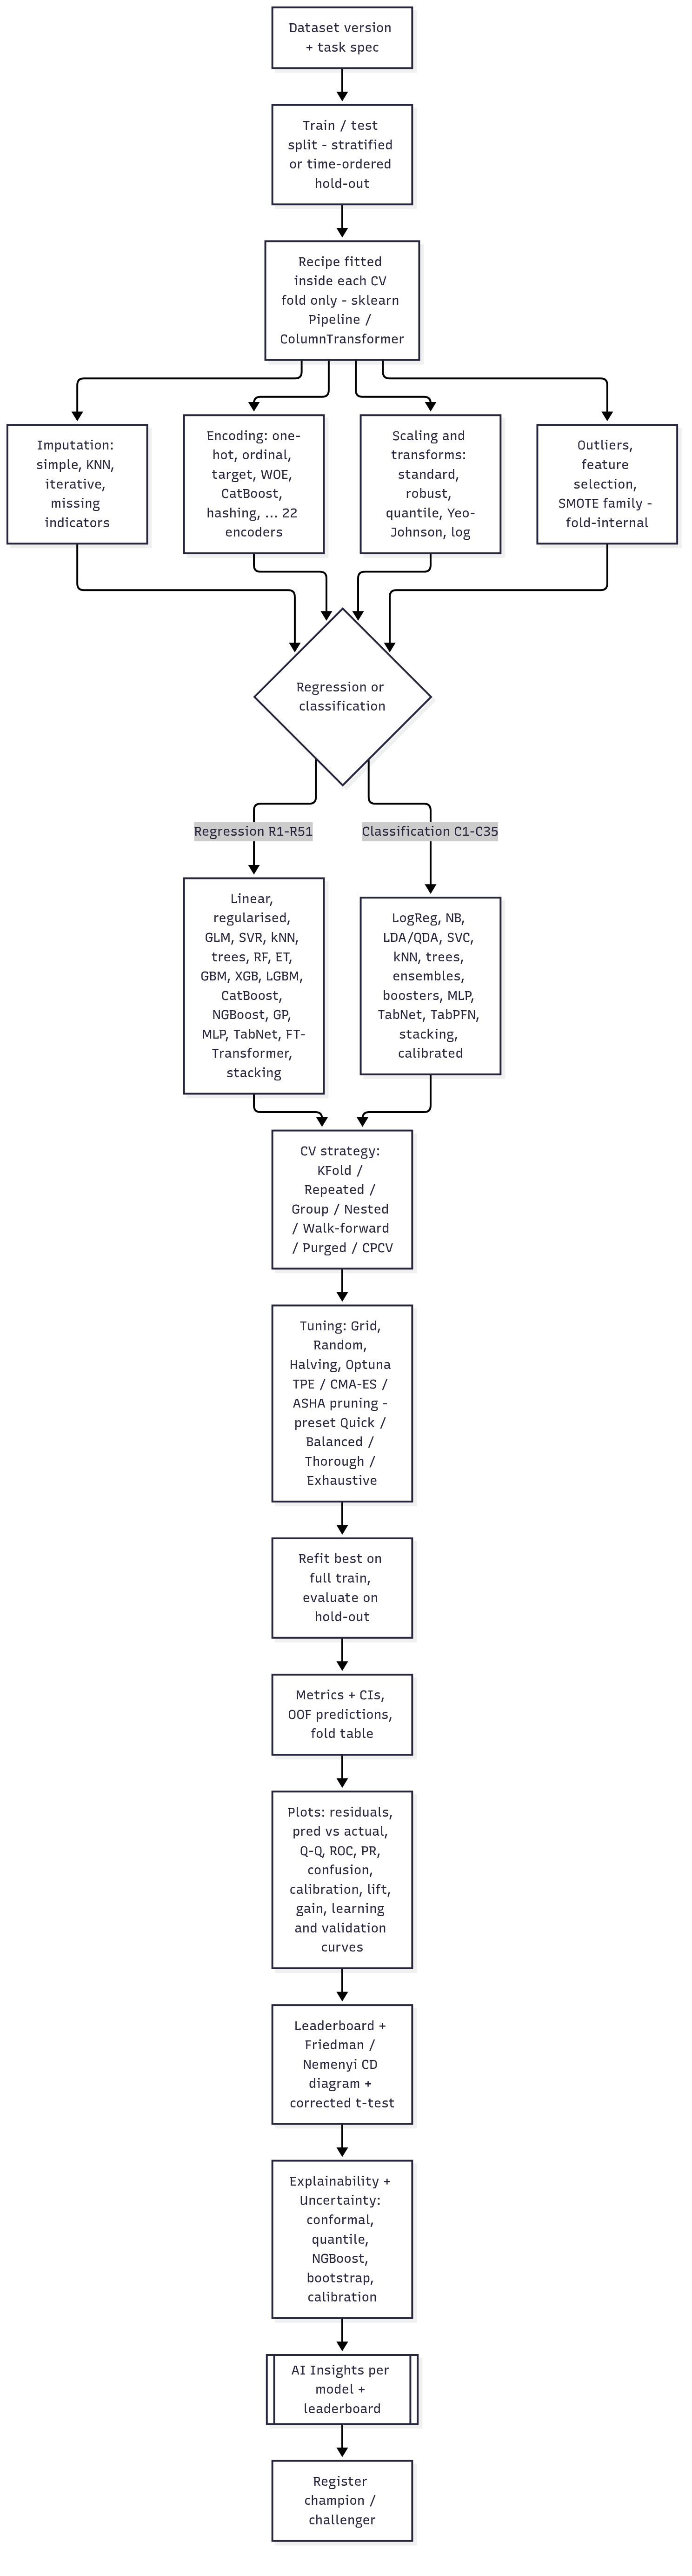 Dataset version
+ task spec
Train / test
split - stratified
or time-ordered
hold-out
Recipe fitted
inside each CV
fold only - sklearn
Pipeline /
ColumnTransformer
Imputation:
simple, KNN,
iterative,
missing
indicators
Encoding: one-
hot, ordinal,
target, WOE,
CatBoost,
hashing, ... 22
encoders
Scaling and
transforms:
standard,
robust,
quantile, Yeo-
Johnson, log
Outliers,
feature
selection,
SMOTE family -
fold-internal
Regression or
classification
Regression R1-R51
Classification C1-C35
Linear,
regularised,
GLM, SVR, kNN,
trees, RF, ET,
GBM, XGB, LGBM,
CatBoost,
NGBoost, GP,
MLP, TabNet, FT-
Transformer,
stacking
LogReg, NB,
LDA/QDA, SVC,
kNN, trees,
ensembles,
boosters, MLP,
TabNet, TabPFN,
stacking,
calibrated
CV strategy:
KFold /
Repeated /
Group / Nested
/ Walk-forward
/ Purged / CPCV
Tuning: Grid,
Random,
Halving, Optuna
TPE / CMA-ES /
ASHA pruning -
preset Quick /
Balanced /
Thorough /
Exhaustive
Refit best on
full train,
evaluate on
hold-out
Metrics + CIs,
OOF predictions,
fold table
Plots: residuals,
pred vs actual,
Q-Q, ROC, PR,
confusion,
calibration, lift,
gain, learning
and validation
curves
Leaderboard +
Friedman /
Nemenyi CD
diagram +
corrected t-test
Explainability +
Uncertainty:
conformal,
quantile,
NGBoost,
bootstrap,
calibration
AI Insights per
model +
leaderboard
Register
champion /
challenger